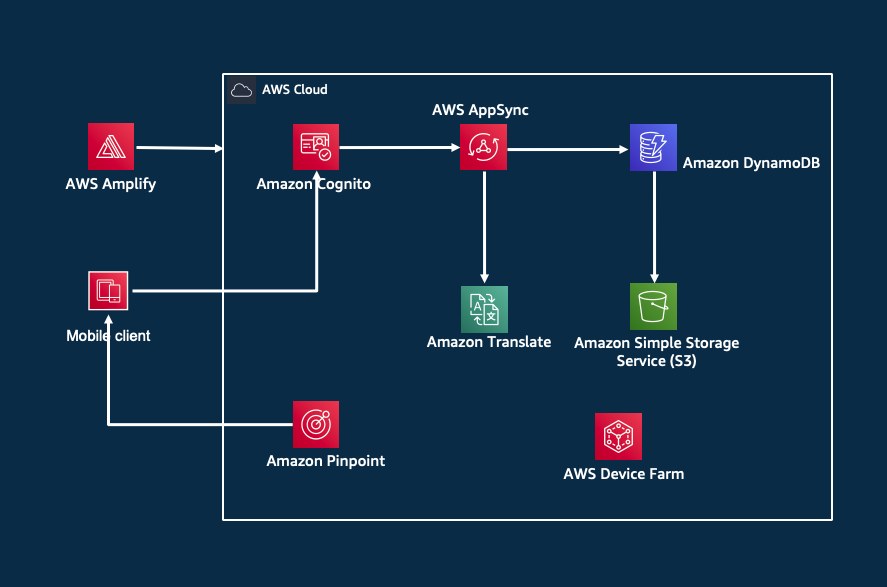 AWS Cloud
AWS AppSync
AWS Amplify
Amazon Cognito
Amazon DynamoDB
Mobile client
Amazon Translate
Amazon Simple Storage
Service (S3)
Amazon Pinpoint
AWS Device Farm